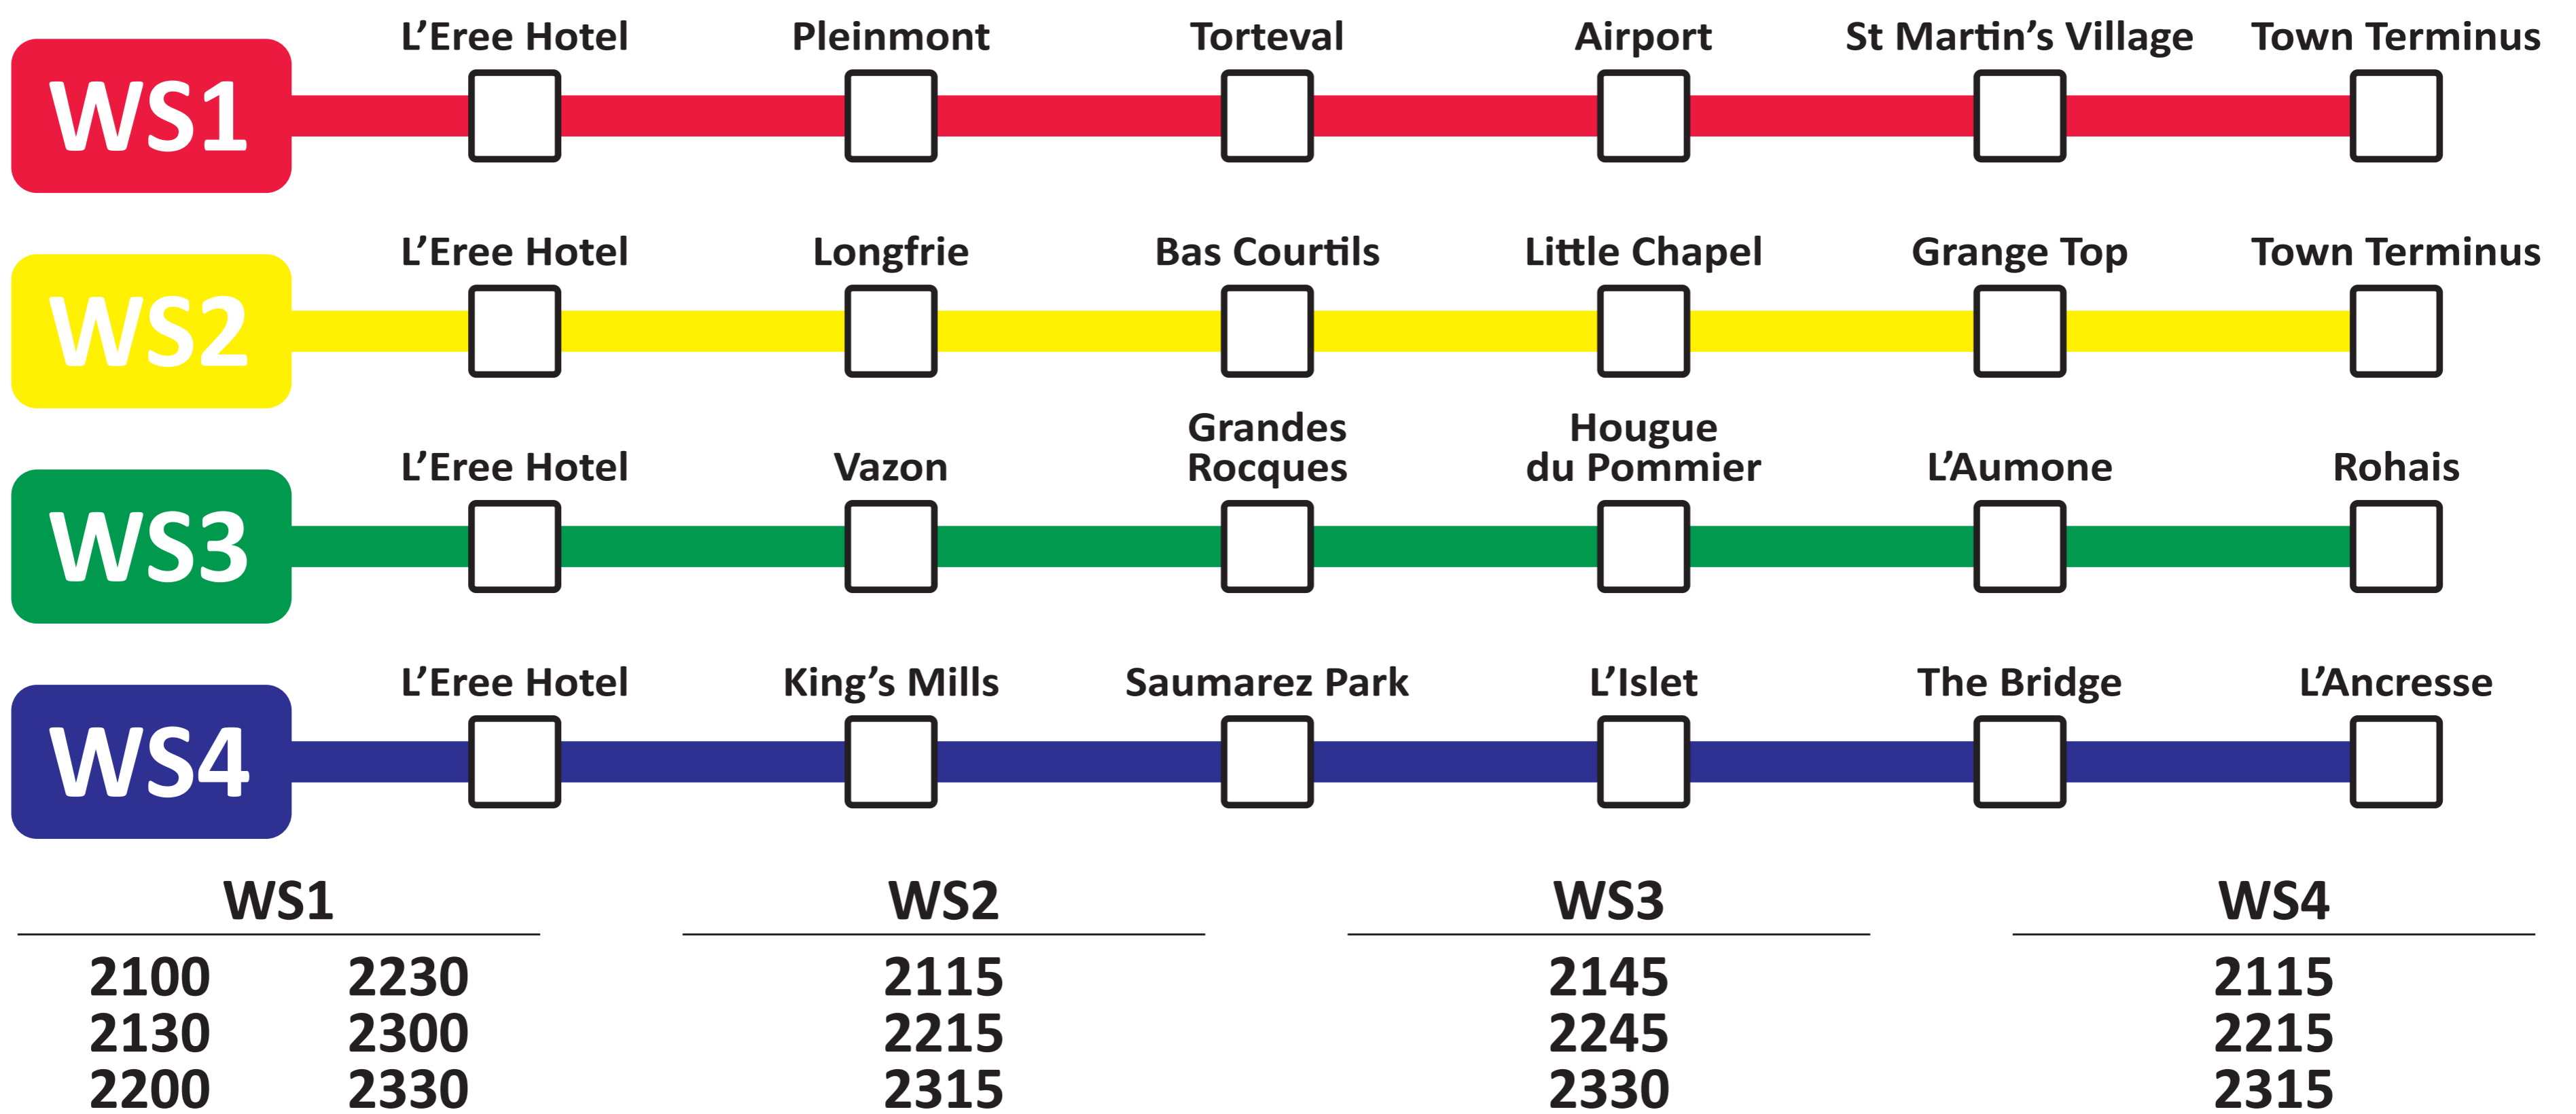 L’Eree Hotel Pleinmont Torteval Airport St Martin’s Village Town Terminus
WS1
L’Eree Hotel Longfrie Bas Courtils Little Chapel Grange Top Town Terminus
WS2
Grandes Hougue
L’Eree Hotel Vazon Rocques du Pommier L’Aumone Rohais
WS3
L’Eree Hotel King’s Mills Saumarez Park L’Islet The Bridge L’Ancresse
WS4
WS1 WS2 WS3 WS4
2100 2230 2115 2145 2115
2130 2300 2215 2245 2215
2200 2330 2315 2330 2315